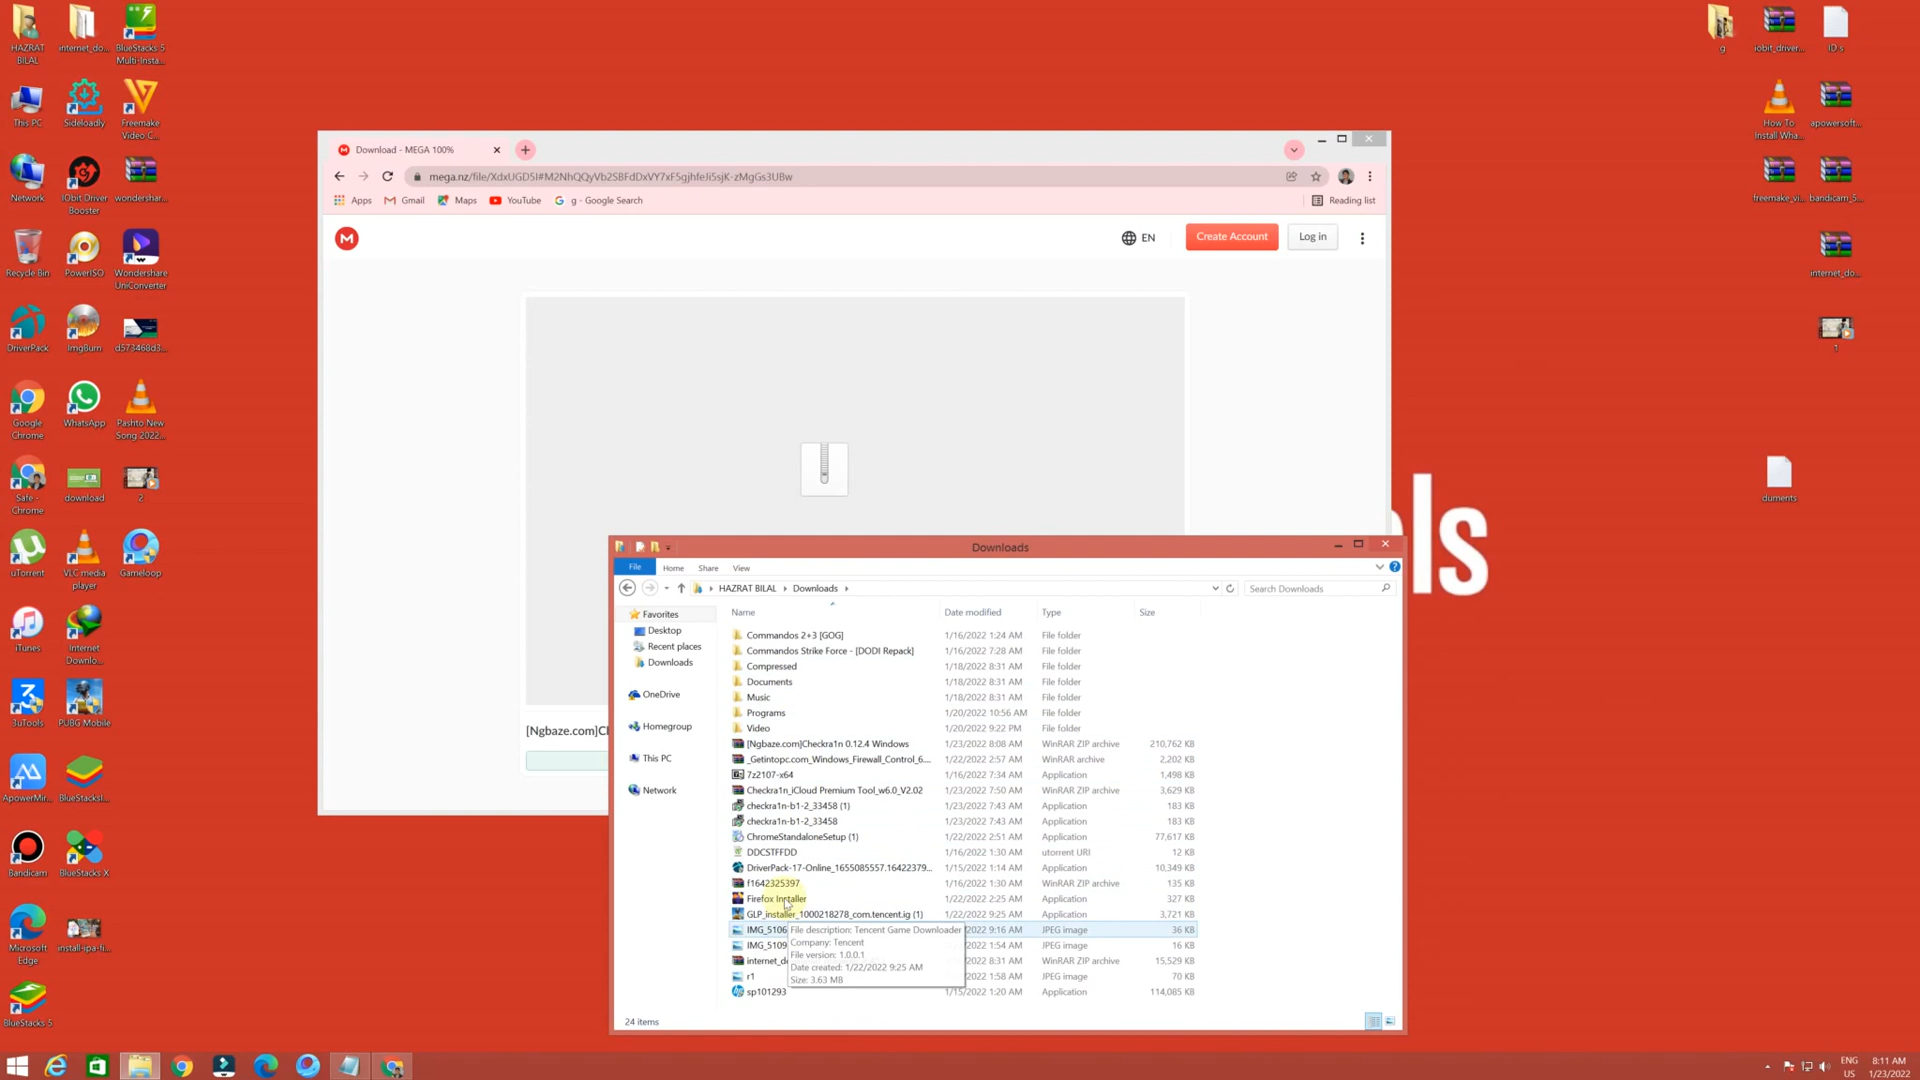 HAZRAT
BILAL
internet_do...
BlueStacks 5
Multi-Insta...
This PC
Sideloadly
Freemake
Video C...
Network
IObit Driver
Booster
wondershar...
Recycle Bin
PowerISO
Wondershare
UniConverter
DriverPack
ImgBurn
d573468d3...
Google
Chrome
WhatsApp
Pashto New
Song 2022...
Safe -
Chrome
download
2
uTorrent
VLC media
player
Gameloop
iTunes
Internet
Downlo...
3uTools
PUBG Mobile
ApowerMir...
BlueStacksI...
Bandicam
BlueStacks X
Microsoft
Edge
install-ipa-fi...
BlueStacks 5
g
iobit_driver...
ID,s
How To
Install Wha...
apowersoft...
freemake_vi...
bandicam_5...
internet_do...
1
duments
ls
Download - MEGA 100%
mega.nz/file/XdxUGD5I#M2NhQQyVb2SBFdDxVY7xF5gjhfeJi5sjK-zMgGs3UBw
Apps
Gmail
Maps
YouTube
g - Google Search
Reading list
M
EN
Create Account
Log in
[Ngbaze.com]Cl
Downloads
File
Home
Share
View
HAZRAT BILAL
Downloads
Search Downloads
Favorites
Desktop
Recent places
Downloads
OneDrive
Homegroup
This PC
Network
Name Date modified Type Size
Commandos 2+3 [GOG] 1/16/2022 1:24 AM File folder
Commandos Strike Force - [DODI Repack] 1/16/2022 7:28 AM File folder
Compressed 1/18/2022 8:31 AM File folder
Documents 1/18/2022 8:31 AM File folder
Music 1/18/2022 8:31 AM File folder
Programs 1/20/2022 10:56 AM File folder
Video 1/20/2022 9:22 PM File folder
[Ngbaze.com]Checkra1n 0.12.4 Windows 1/23/2022 8:08 AM WinRAR ZIP archive 210,762 KB
_Getintopc.com_Windows_Firewall_Control_6.... 1/22/2022 2:57 AM WinRAR archive 2,202 KB
7z2107-x64 1/16/2022 7:34 AM Application 1,498 KB
Checkra1n_iCloud Premium Tool_w6.0_V2.02 1/23/2022 7:50 AM WinRAR ZIP archive 3,629 KB
checkra1n-b1-2_33458 (1) 1/23/2022 7:43 AM Application 183 KB
checkra1n-b1-2_33458 1/23/2022 7:43 AM Application 183 KB
ChromeStandaloneSetup (1) 1/22/2022 2:51 AM Application 77,617 KB
DDCSTFFDD 1/16/2022 1:30 AM utorrent URI 12 KB
DriverPack-17-Online_1655085557.16422379... 1/15/2022 1:14 AM Application 10,349 KB
f1642325397 1/16/2022 1:30 AM WinRAR ZIP archive 135 KB
Firefox Installer 1/22/2022 2:25 AM Application 327 KB
GLP_installer_1000218278_com.tencent.ig (1) 1/22/2022 9:25 AM Application 3,721 KB
IMG_5106 2022 9:16 AM JPEG image 36 KB
IMG_5109 2022 1:54 AM JPEG image 16 KB
internet_do 2022 8:31 AM WinRAR ZIP archive 15,529 KB
r1 2022 1:58 AM JPEG image 70 KB
sp101293 1/15/2022 1:20 AM Application 114,085 KB
File description: Tencent Game Downloader
Company: Tencent
File version: 1.0.0.1
Date created: 1/22/2022 9:25 AM
Size: 3.63 MB
24 items
ENG
US
8:11 AM
1/23/2022